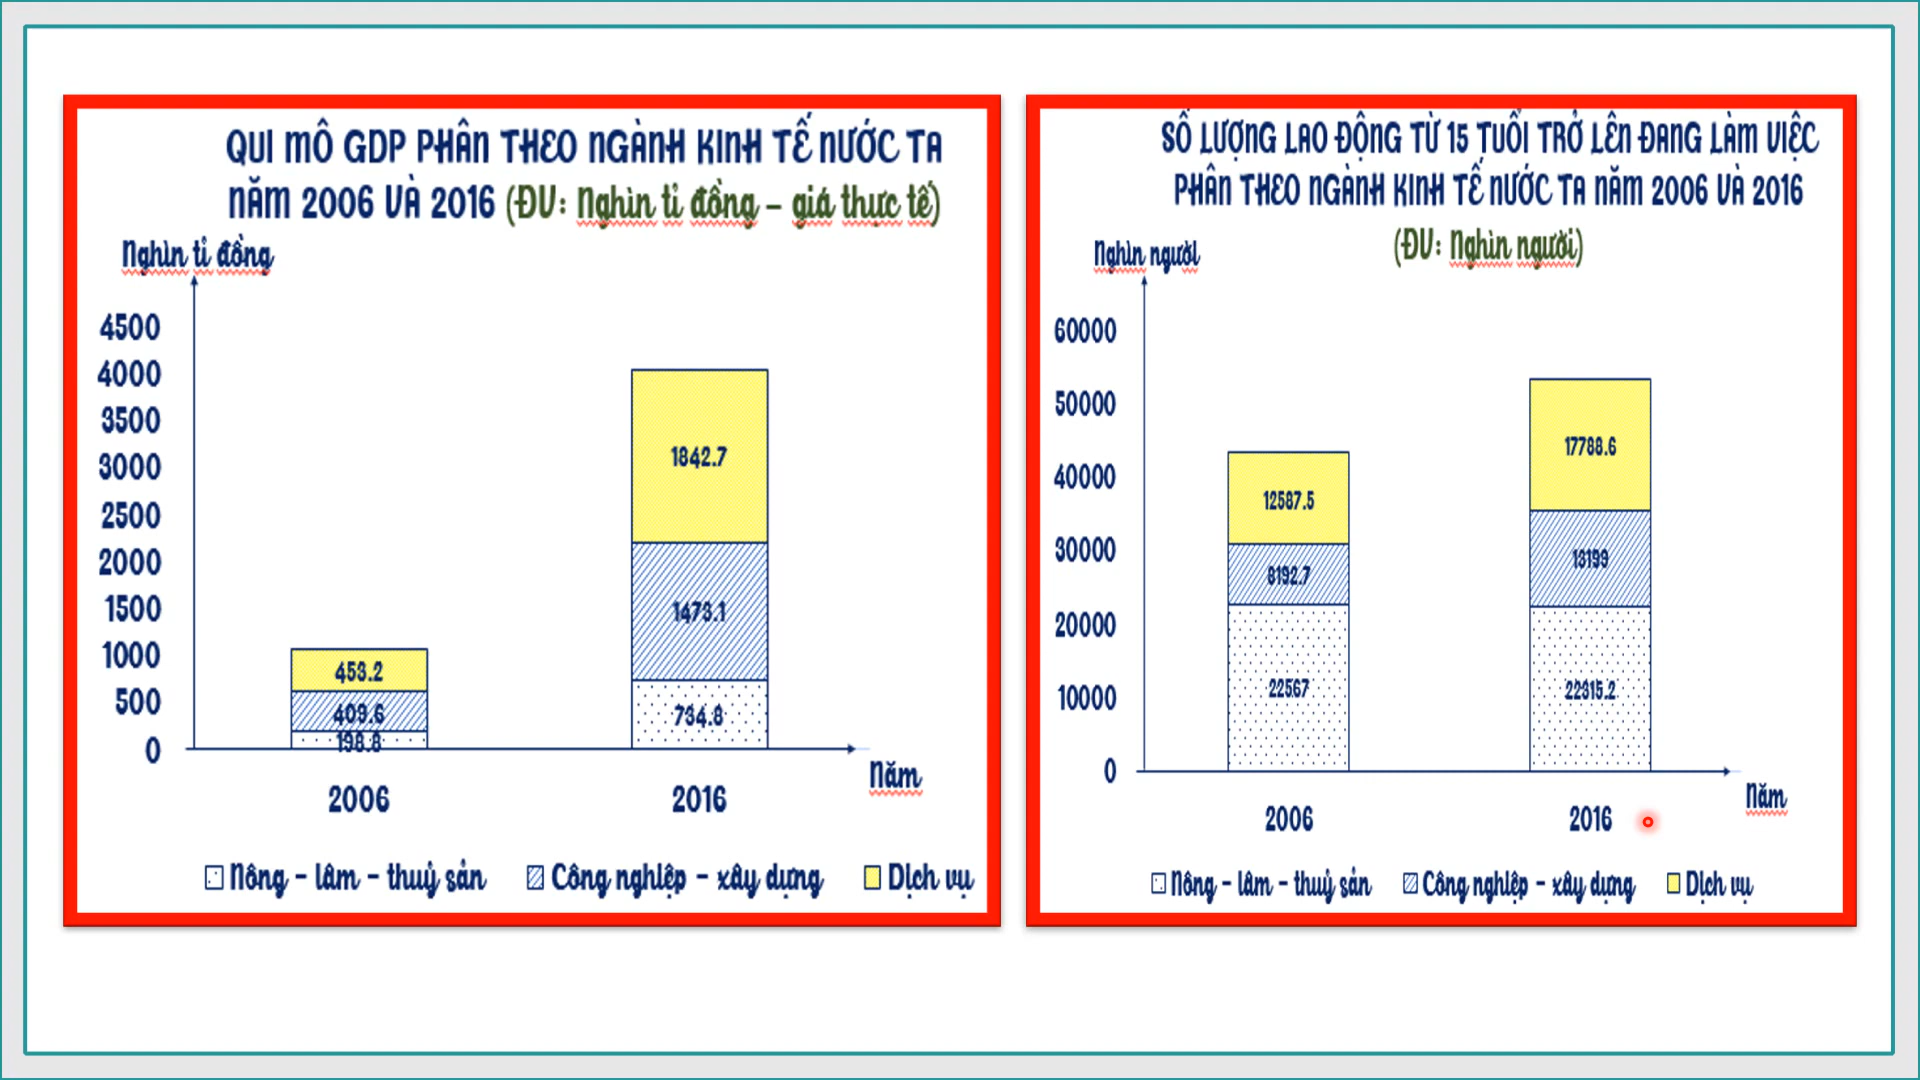 QUI MÔ GDP PHÂN THEO NGÀNH KINH TẾ NƯỚC TA
NĂM 2006 VÀ 2016 (ĐV: Nghìn tỉ đồng – giá thực tế)
Nghìn tỉ đồng
4500
4000
3500
3000
2500
2000
1500
1000
500
0
1842.7
1473.1
734.8
453.2
409.6
198.8
2006
2016
Năm
Nông – lâm – thuỷ sản
Công nghiệp – xây dựng
Dịch vụ
SỐ LƯỢNG LAO ĐỘNG TỪ 15 TUỔI TRỞ LÊN ĐANG LÀM VIỆC
PHÂN THEO NGÀNH KINH TẾ NƯỚC TA NĂM 2006 VÀ 2016
(ĐV: Nghìn người)
Nghìn người
60000
50000
40000
30000
20000
10000
0
12587.5
8192.7
22567
17788.6
13199
22315.2
2006
2016
Năm
Nông – lâm – thuỷ sản
Công nghiệp – xây dựng
Dịch vụ